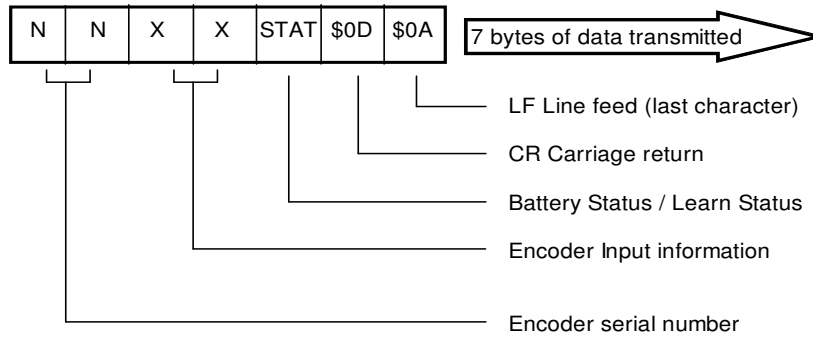 N N X X STAT $0D $0A
7 bytes of data transmitted
LF Line feed (last character)
CR Carriage return
Battery Status / Learn Status
Encoder Input information
Encoder serial number